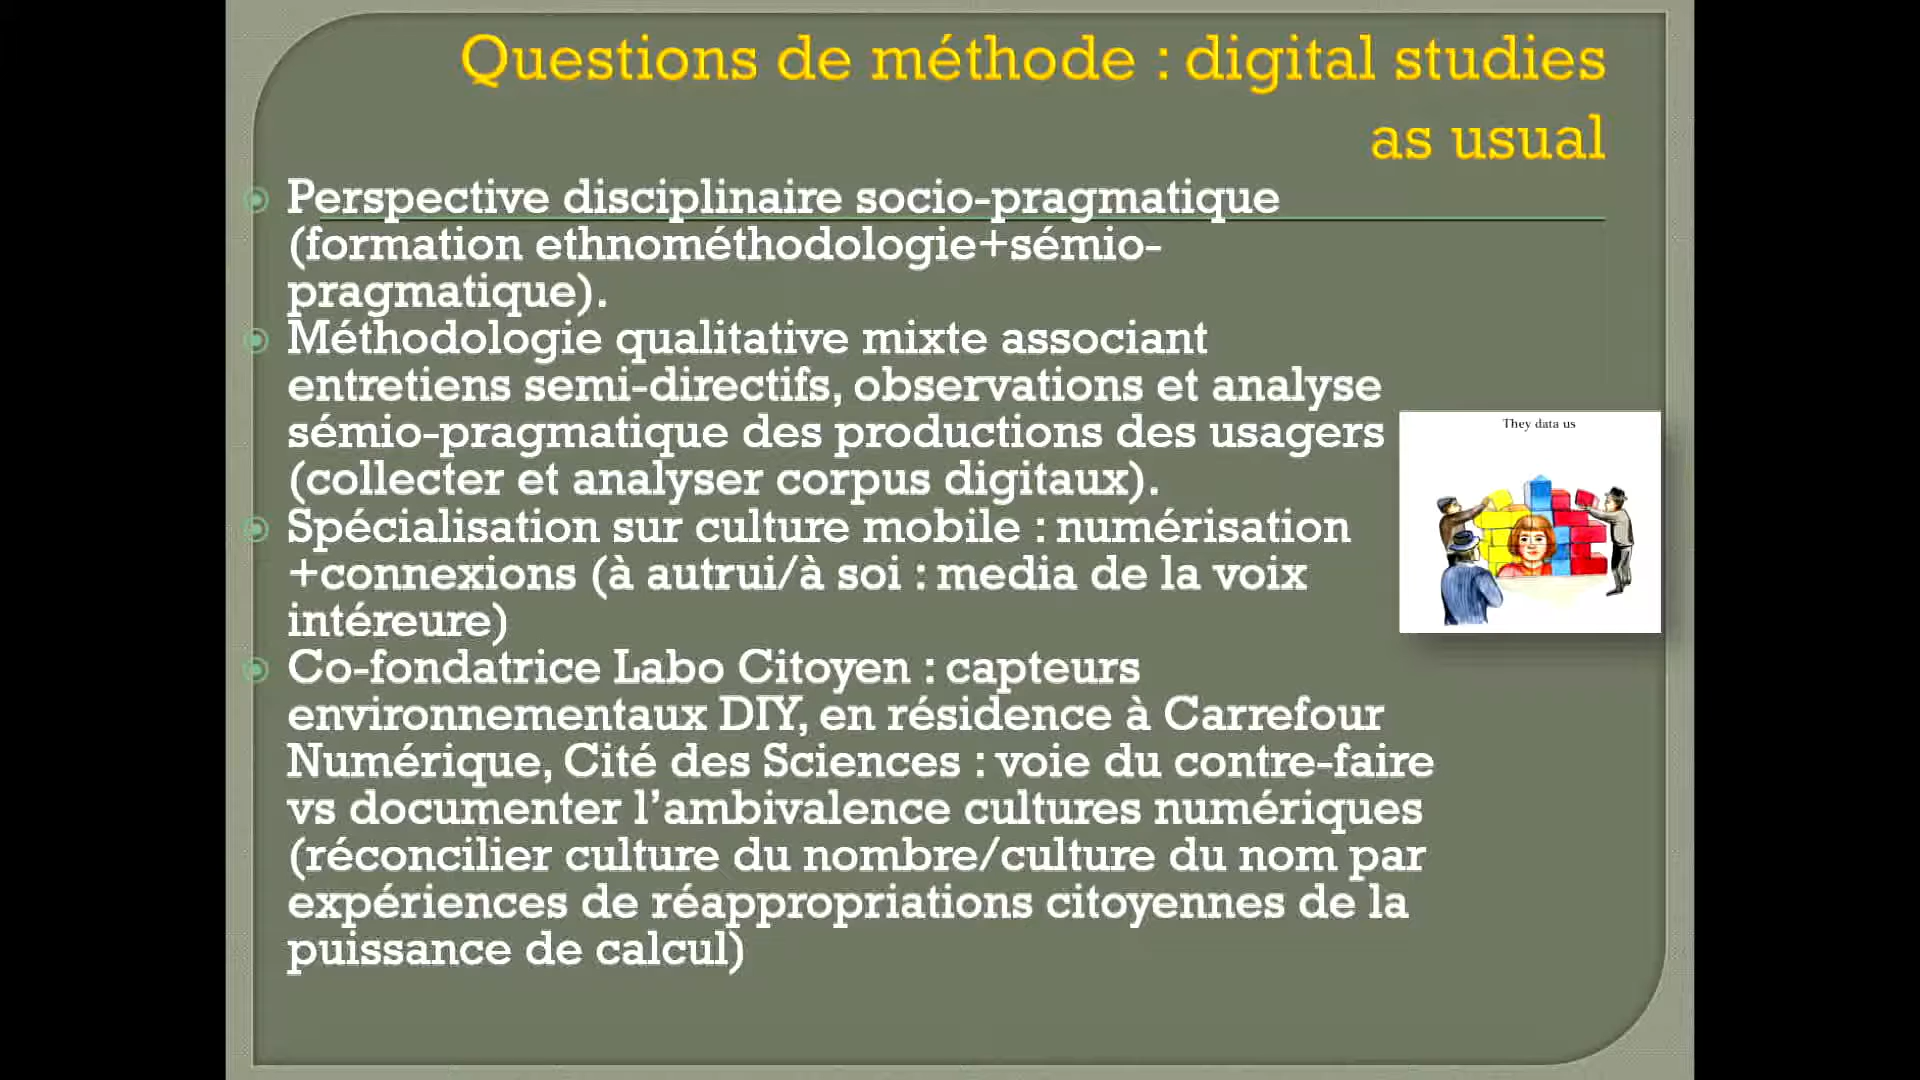 Questions de méthode : digital studies
as usual
Perspective disciplinaire socio-pragmatique
(formation ethnométhodologie+sémio-
pragmatique).
Méthodologie qualitative mixte associant
entretiens semi-directifs, observations et analyse
sémio-pragmatique des productions des usagers
(collecter et analyser corpus digitaux).
Spécialisation sur culture mobile : numérisation
+connexions (à autrui/à soi : media de la voix
intéreure)
Co-fondatrice Labo Citoyen : capteurs
environnementaux DIY, en résidence à Carrefour
Numérique, Cité des Sciences : voie du contre-faire
vs documenter l’ambivalence cultures numériques
(réconcilier culture du nombre/culture du nom par
expériences de réappropriations citoyennes de la
puissance de calcul)
They data us